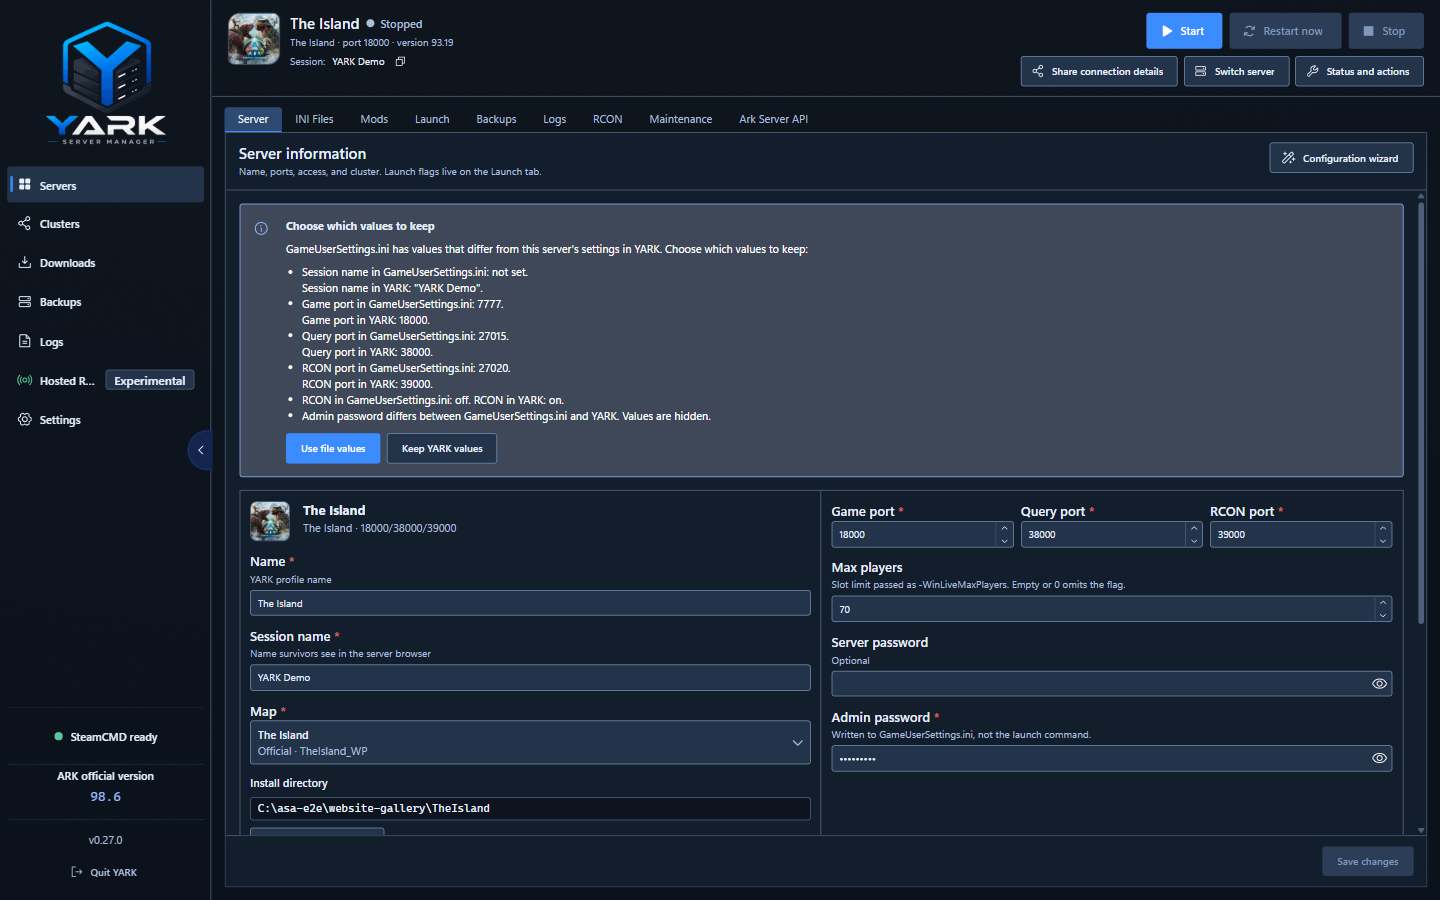 YARK
SERVER MANAGER
Servers
Clusters
Downloads
Backups
Logs
Hosted R... Experimental
Settings
SteamCMD ready
ARK official version
98.6
v0.27.0
Quit YARK
The Island Stopped
The Island · port 18000 · version 93.19
Session: YARK Demo
Start Restart now Stop
Share connection details Switch server Status and actions
Server INI Files Mods Launch Backups Logs RCON Maintenance Ark Server API
Server information
Name, ports, access, and cluster. Launch flags live on the Launch tab.
Configuration wizard
Choose which values to keep
GameUserSettings.ini has values that differ from this server's settings in YARK. Choose which values to keep:
• Session name in GameUserSettings.ini: not set.
Session name in YARK: "YARK Demo".
• Game port in GameUserSettings.ini: 7777.
Game port in YARK: 18000.
• Query port in GameUserSettings.ini: 27015.
Query port in YARK: 38000.
• RCON port in GameUserSettings.ini: 27020.
RCON port in YARK: 39000.
• RCON in GameUserSettings.ini: off. RCON in YARK: on.
• Admin password differs between GameUserSettings.ini and YARK. Values are hidden.
Use file values Keep YARK values
The Island
The Island · 18000/38000/39000
Name *
YARK profile name
The Island
Session name *
Name survivors see in the server browser
YARK Demo
Map *
The Island
Official · TheIsland_WP
Install directory
C:\asa-e2e\website-gallery\TheIsland
Game port * Query port * RCON port *
18000 38000 39000
Max players
Slot limit passed as -WinLiveMaxPlayers. Empty or 0 omits the flag.
70
Server password
Optional
Admin password *
Written to GameUserSettings.ini, not the launch command.
•••••••••
Save changes